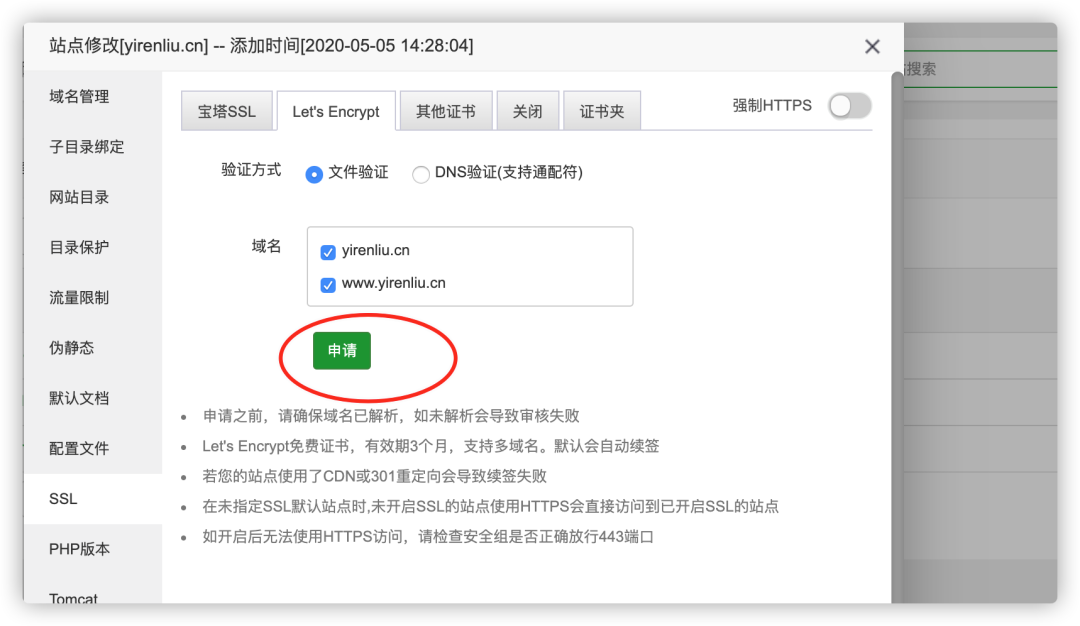 站点修改[yirenliu.cn] -- 添加时间[2020-05-05 14:28:04]
搜索
域名管理
子目录绑定
网站目录
目录保护
流量限制
伪静态
默认文档
配置文件
SSL
PHP版本
Tomcat
宝塔SSL
Let's Encrypt
其他证书
关闭
证书夹
强制HTTPS
验证方式
文件验证
DNS验证(支持通配符)
域名
yirenliu.cn
www.yirenliu.cn
申请
申请之前，请确保域名已解析，如未解析会导致审核失败
Let's Encrypt免费证书，有效期3个月，支持多域名。默认会自动续签
若您的站点使用了CDN或301重定向会导致续签失败
在未指定SSL默认站点时,未开启SSL的站点使用HTTPS会直接访问到已开启SSL的站点
如开启后无法使用HTTPS访问，请检查安全组是否正确放行443端口